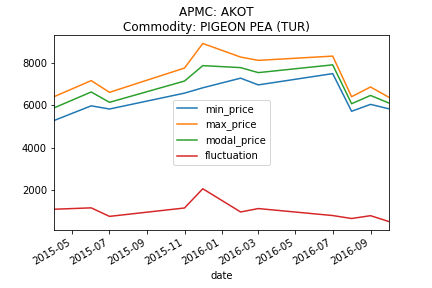 APMC: AKOT
Commodity: PIGEON PEA (TUR)
8000
6000
4000
2000
min_price
max_price
modal_price
fluctuation
2015-05
2015-07
2015-09
2015-11
2016-01
2016-03
2016-05
2016-07
2016-09
date